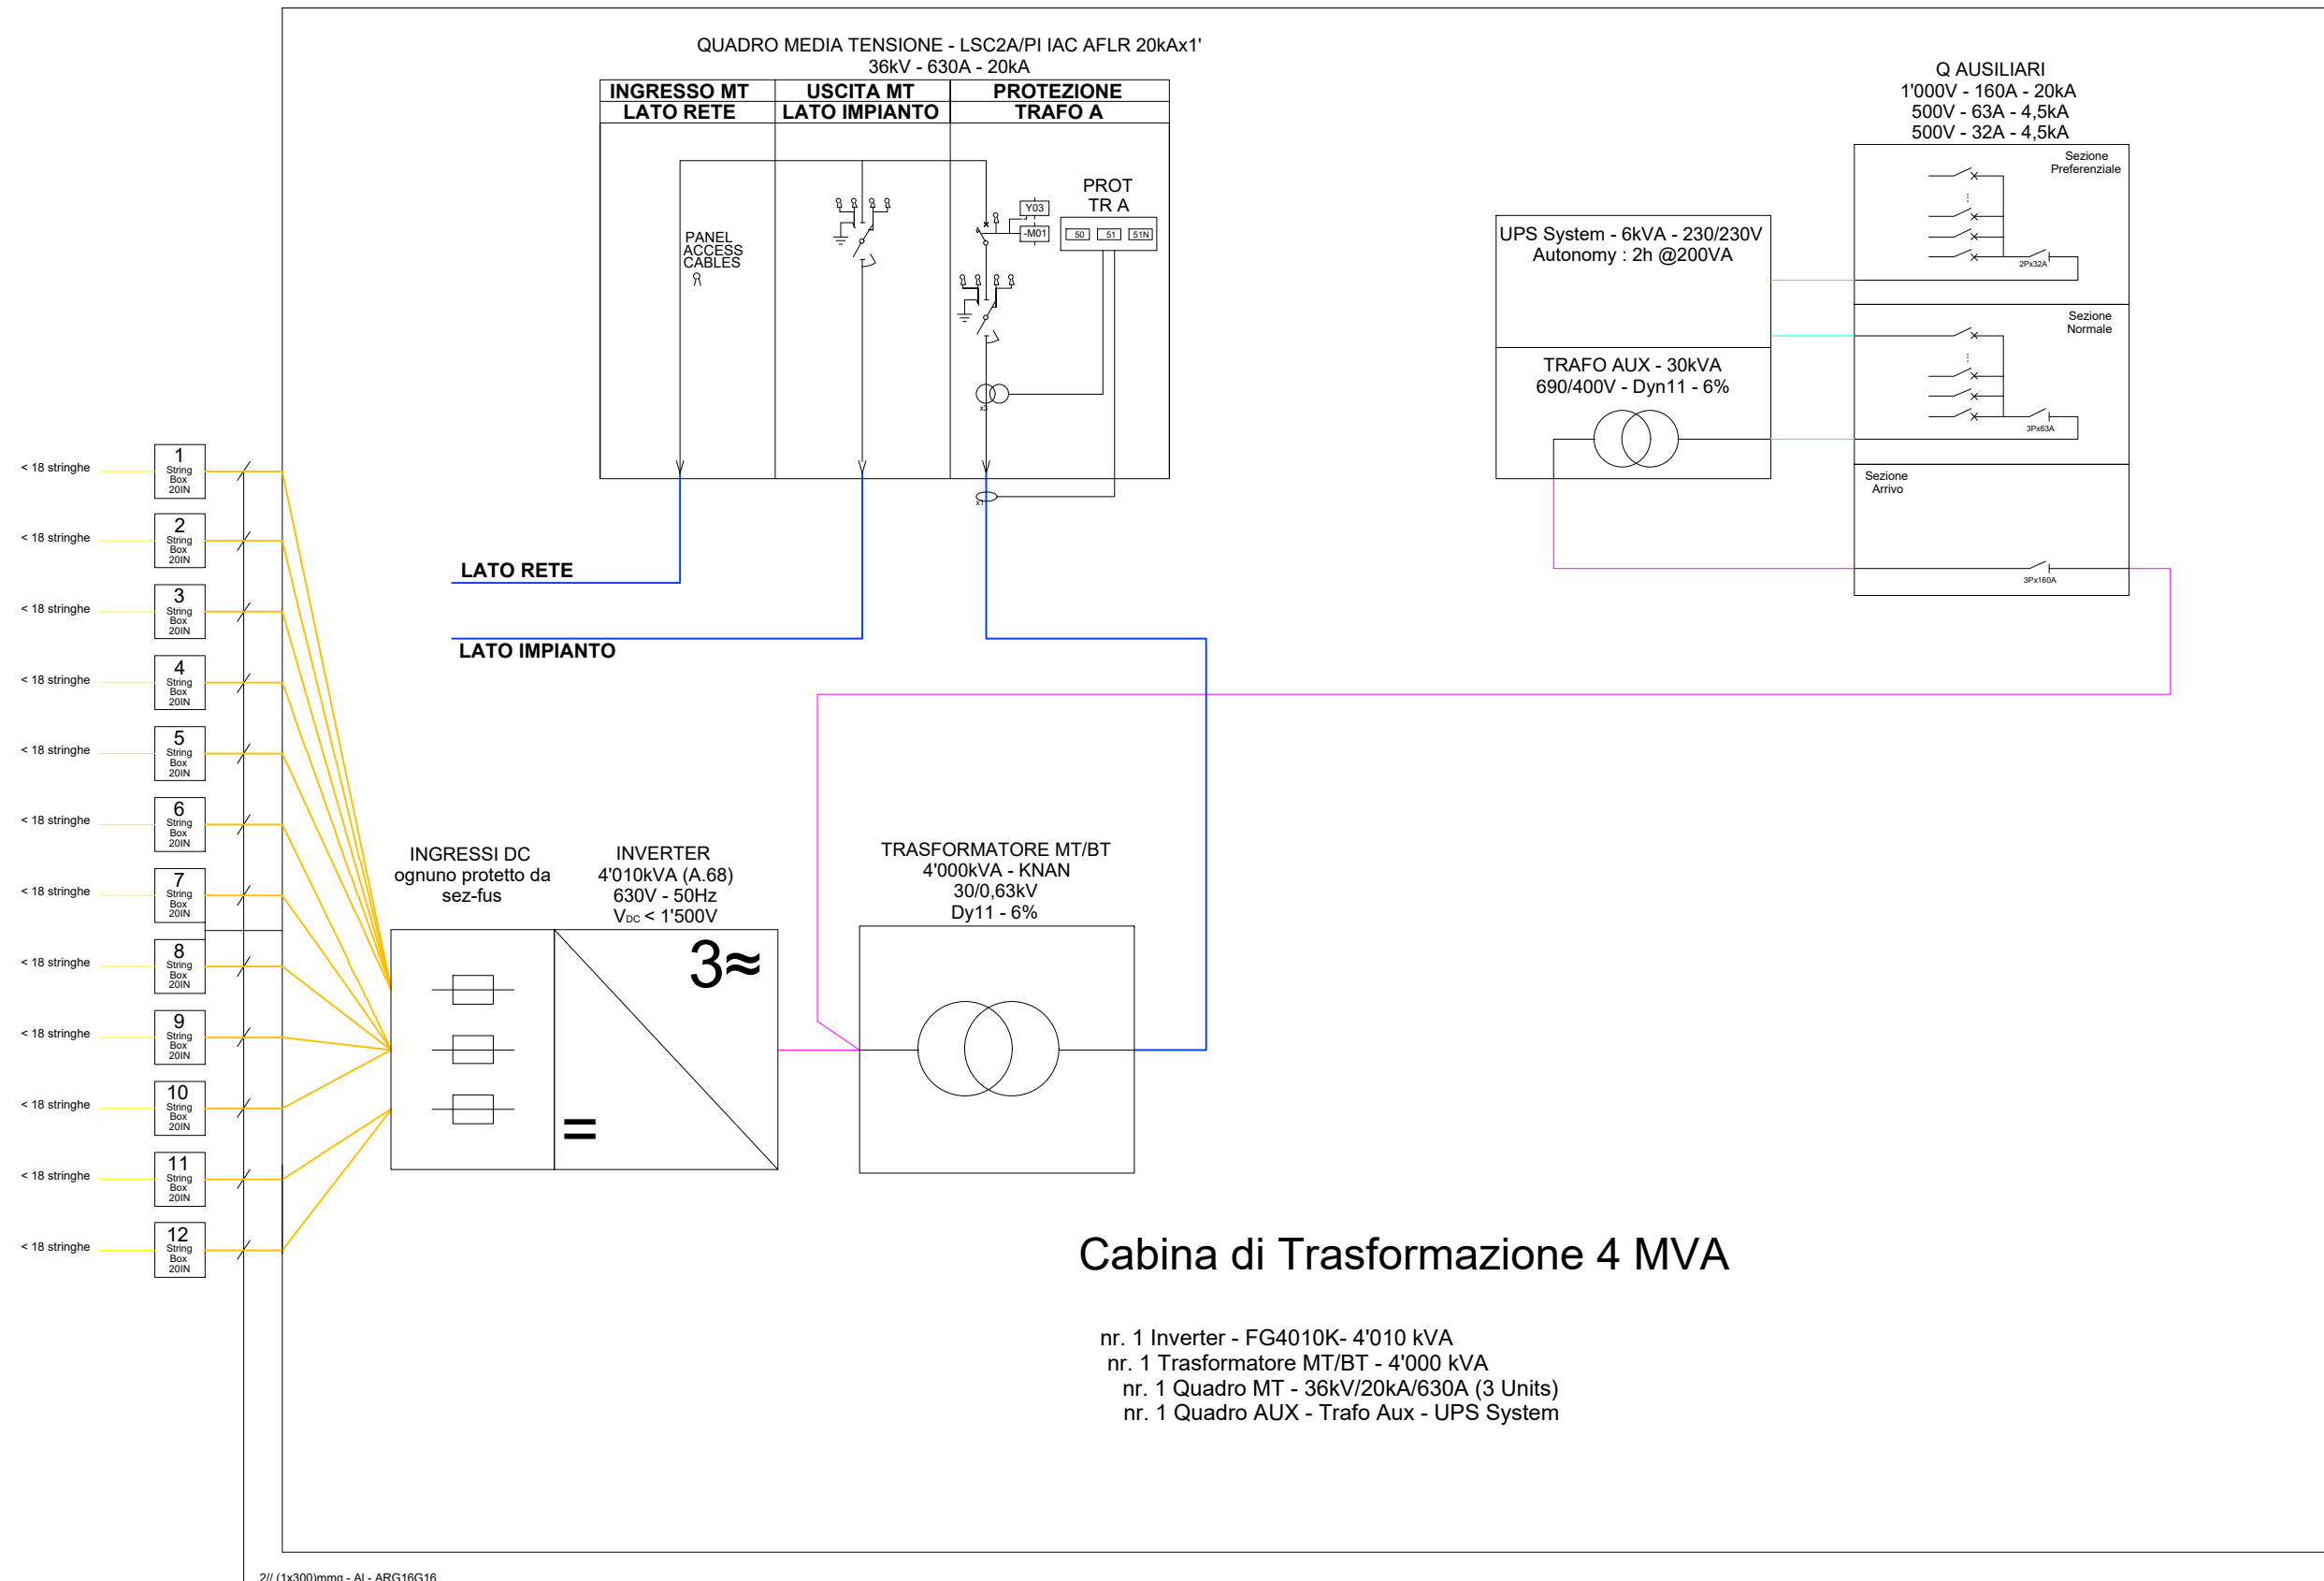 QUADRO MEDIA TENSIONE - LSC2A/PI IAC AFLR 20kAx1'
36kV - 630A - 20kA
INGRESSO MT
LATO RETE
USCITA MT
LATO IMPIANTO
PROTEZIONE
TRAFO A
PANEL
ACCESS
CABLES
Y03
-M01
PROT
TR A
50
51
51N
x3
x1
LATO RETE
LATO IMPIANTO
Q AUSILIARI
1'000V - 160A - 20kA
500V - 63A - 4,5kA
500V - 32A - 4,5kA
Sezione
Preferenziale
2Px32A
Sezione
Normale
3Px63A
Sezione
Arrivo
3Px160A
UPS System - 6kVA - 230/230V
Autonomy : 2h @200VA
TRAFO AUX - 30kVA
690/400V - Dyn11 - 6%
< 18 stringhe
1
String
Box
20IN
< 18 stringhe
2
String
Box
20IN
< 18 stringhe
3
String
Box
20IN
< 18 stringhe
4
String
Box
20IN
< 18 stringhe
5
String
Box
20IN
< 18 stringhe
6
String
Box
20IN
< 18 stringhe
7
String
Box
20IN
< 18 stringhe
8
String
Box
20IN
< 18 stringhe
9
String
Box
20IN
< 18 stringhe
10
String
Box
20IN
< 18 stringhe
11
String
Box
20IN
< 18 stringhe
12
String
Box
20IN
INGRESSI DC
ognuno protetto da
sez-fus
INVERTER
4'010kVA (A.68)
630V - 50Hz
VDC < 1'500V
3≈
=
TRASFORMATORE MT/BT
4'000kVA - KNAN
30/0,63kV
Dy11 - 6%
Cabina di Trasformazione 4 MVA
nr. 1 Inverter - FG4010K- 4'010 kVA
nr. 1 Trasformatore MT/BT - 4'000 kVA
nr. 1 Quadro MT - 36kV/20kA/630A (3 Units)
nr. 1 Quadro AUX - Trafo Aux - UPS System
2// (1x300)mmq - Al - ARG16G16